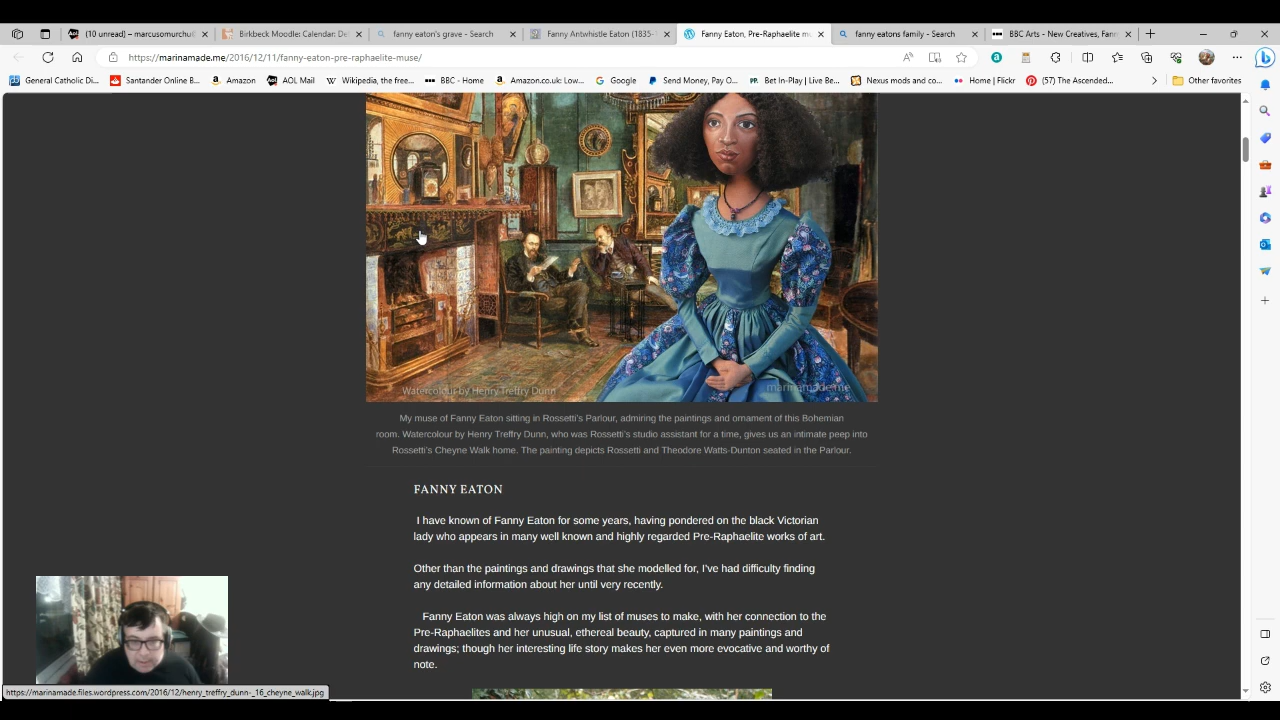 (10 unread) – marcusomurchu
Birkbeck Moodle: Calendar: De
fanny eaton's grave - Search
Fanny Antwhistle Eaton (1835-
Fanny Eaton, Pre-Raphaelite m
fanny eatons family - Search
BBC Arts - New Creatives, Fann
https://marinamade.me/2016/12/11/fanny-eaton-pre-raphaelite-muse/
General Catholic Di...
Santander Online B...
Amazon
AOL Mail
Wikipedia, the free...
BBC - Home
Amazon.co.uk: Low...
Google
Send Money, Pay O...
Bet In-Play | Live Be...
Nexus mods and co...
Home | Flickr
(57) The Ascended...
Other favorites
Watercolour by Henry Treffry Dunn
marinamade.me
My muse of Fanny Eaton sitting in Rossetti's Parlour, admiring the paintings and ornament of this Bohemian
room. Watercolour by Henry Treffry Dunn, who was Rossetti's studio assistant for a time, gives us an intimate peep into
Rossetti's Cheyne Walk home. The painting depicts Rossetti and Theodore Watts-Dunton seated in the Parlour.
FANNY EATON
I have known of Fanny Eaton for some years, having pondered on the black Victorian
lady who appears in many well known and highly regarded Pre-Raphaelite works of art.
Other than the paintings and drawings that she modelled for, I've had difficulty finding
any detailed information about her until very recently.
Fanny Eaton was always high on my list of muses to make, with her connection to the
Pre-Raphaelites and her unusual, ethereal beauty, captured in many paintings and
drawings; though her interesting life story makes her even more evocative and worthy of
note.
https://marinamade.files.wordpress.com/2016/12/henry_treffry_dunn-_16_cheyne_walk.jpg